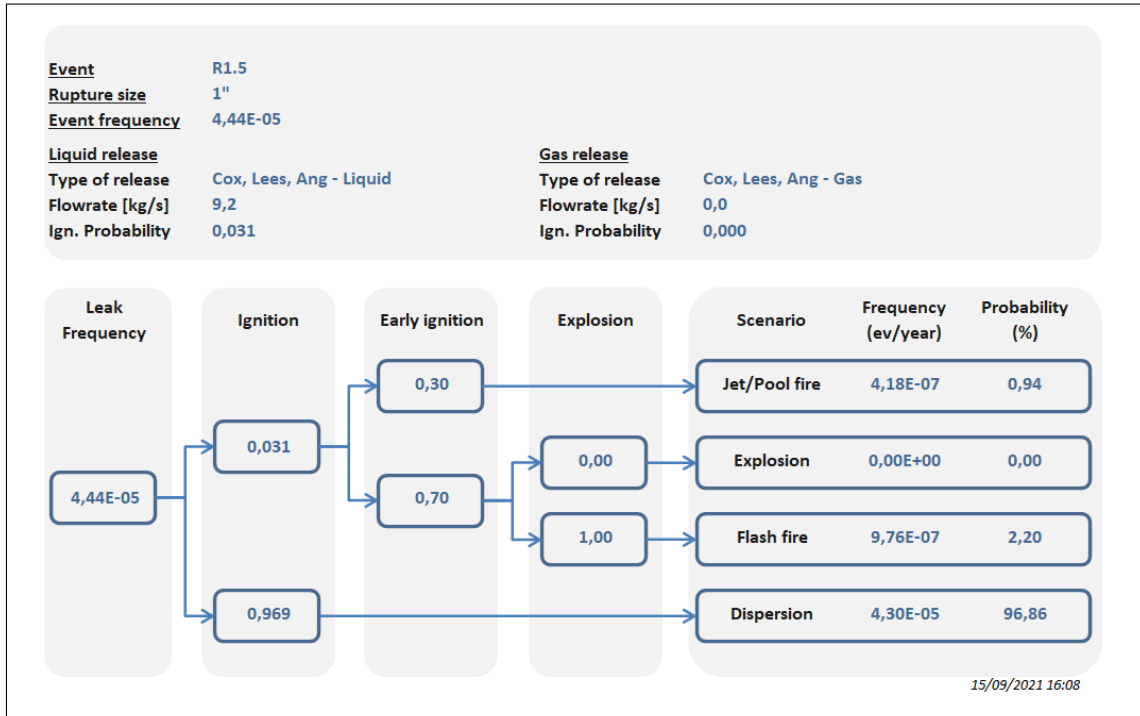 Event R1.5
Rupture size 1"
Event frequency 4,44E-05
Liquid release Gas release
Type of release Cox, Lees, Ang - Liquid Type of release Cox, Lees, Ang - Gas
Flowrate [kg/s] 9,2 Flowrate [kg/s] 0,0
Ign. Probability 0,031 Ign. Probability 0,000
Leak Frequency
Ignition
Early ignition
Explosion
Scenario
Frequency (ev/year)
Probability (%)
0,30
Jet/Pool fire 4,18E-07 0,94
0,031
0,00
Explosion 0,00E+00 0,00
4,44E-05
0,70
1,00
Flash fire 9,76E-07 2,20
0,969
Dispersion 4,30E-05 96,86
15/09/2021 16:08